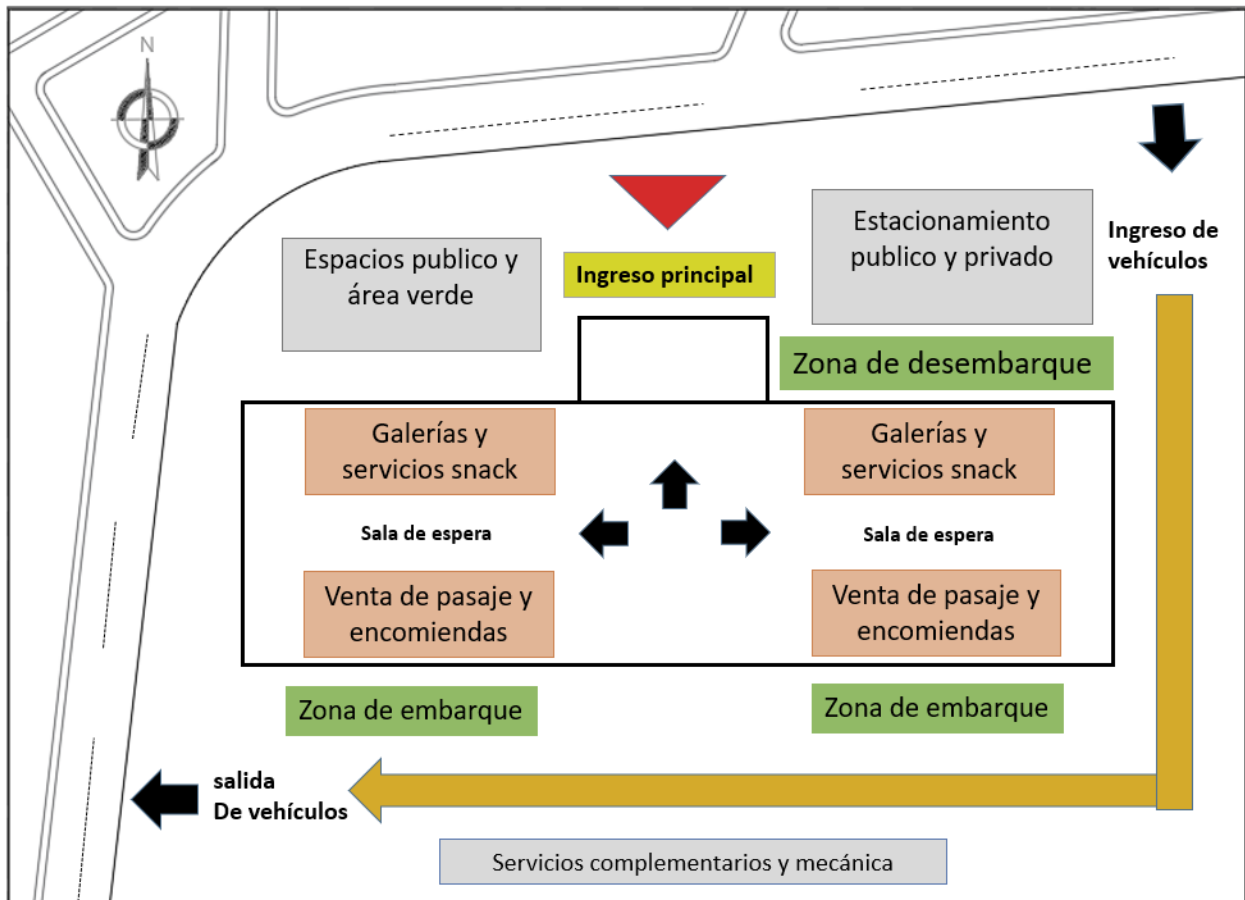 N
Espacios publico y
área verde
Ingreso principal
Estacionamiento
publico y privado
Ingreso de
vehículos
Zona de desembarque
Galerías y
servicios snack
Galerías y
servicios snack
Sala de espera
Sala de espera
Venta de pasaje y
encomiendas
Venta de pasaje y
encomiendas
Zona de embarque
Zona de embarque
salida
De vehículos
Servicios complementarios y mecánica